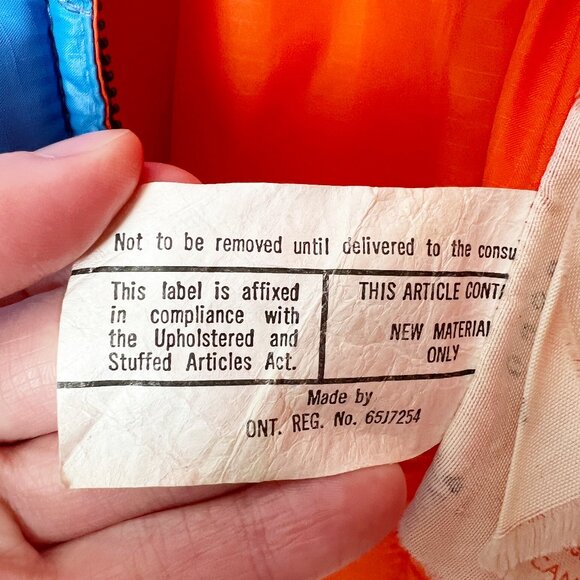 Not to be removed until delivered to the consu
This label is affixed
in compliance with
the Upholstered and
Stuffed Articles Act.
THIS ARTICLE CONTA
NEW MATERIAL
ONLY
Made by
ONT. REG. No. 65J7254
CAN